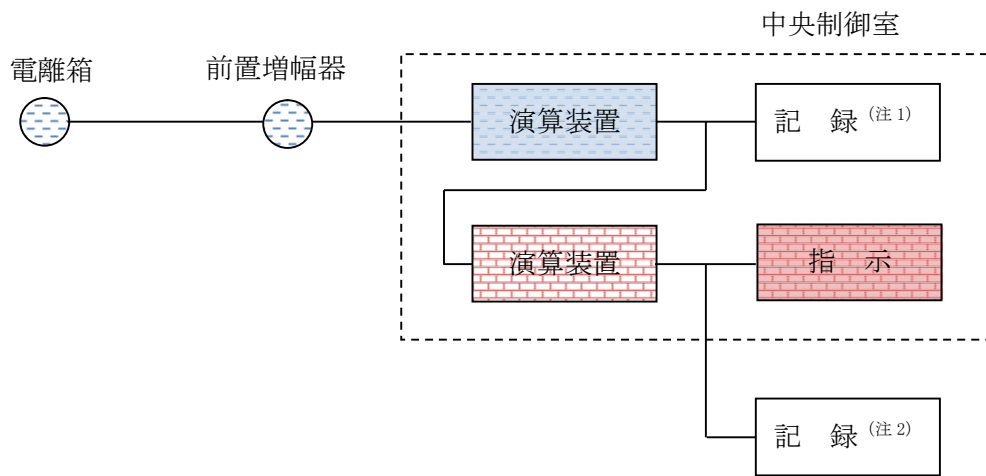 中央制御室
電離箱
前置増幅器
演算装置
記 録 (注 1)
演算装置
指 示
記 録 (注 2)